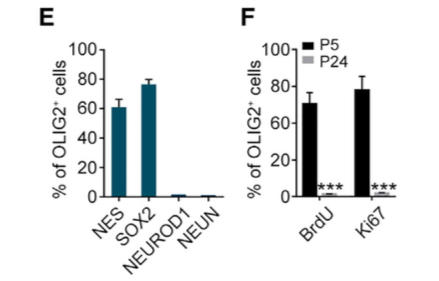 E
% of OLIG2⁺ cells
100
80
60
40
20
0
NES
SOX2
NEUROD1
NEUN
F
% of OLIG2⁺ cells
100
80
60
20
0
P5
P24
***
***
BrdU
Ki67